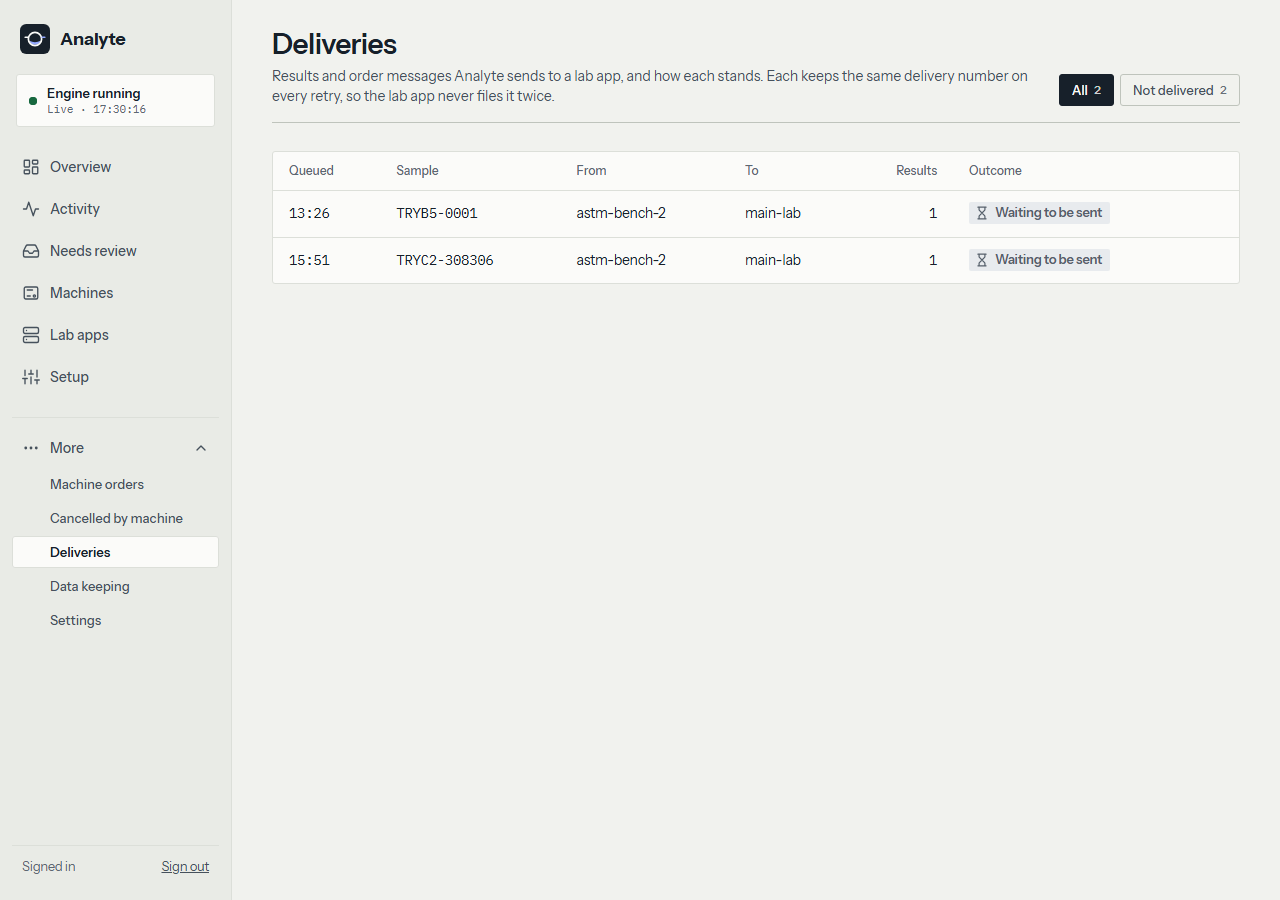 Analyte
Engine running
Live · 17:30:16
Overview
Activity
Needs review
Machines
Lab apps
Setup
More
Machine orders
Cancelled by machine
Deliveries
Data keeping
Settings
Signed in
Sign out
Deliveries
Results and order messages Analyte sends to a lab app, and how each stands. Each keeps the same delivery number on
every retry, so the lab app never files it twice.
All 2
Not delivered 2
Queued Sample From To Results Outcome
13:26 TRYB5-0001 astm-bench-2 main-lab 1 Waiting to be sent
15:51 TRYC2-308306 astm-bench-2 main-lab 1 Waiting to be sent